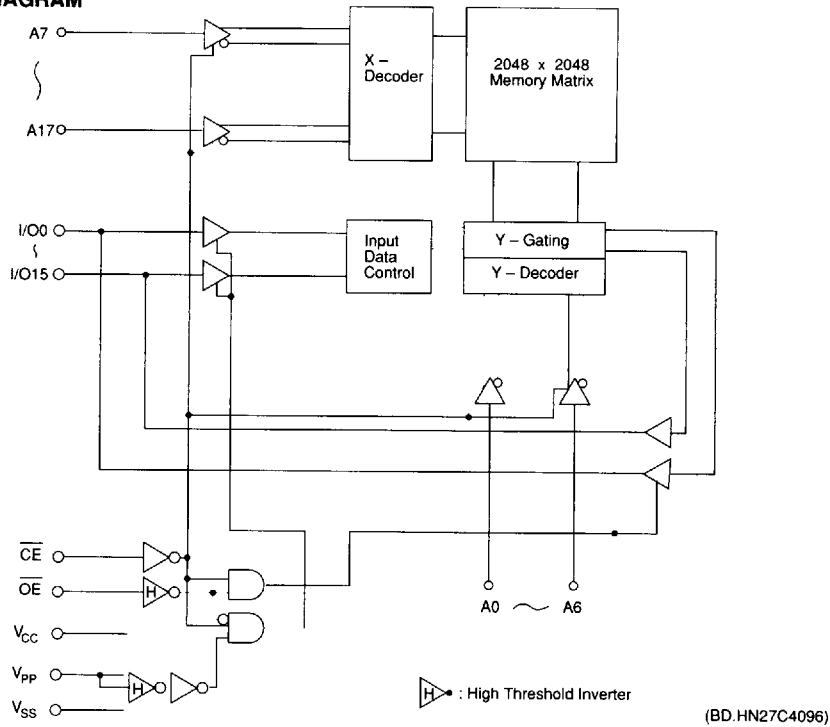 DIAGRAM
A7
X –
Decoder
2048 x 2048
Memory Matrix
A17
I/O0
I/O15
Input
Data
Control
Y – Gating
Y – Decoder
CE
OE
H
VCC
VPP
H
VSS
A0
A6
H : High Threshold Inverter
(BD.HN27C4096)